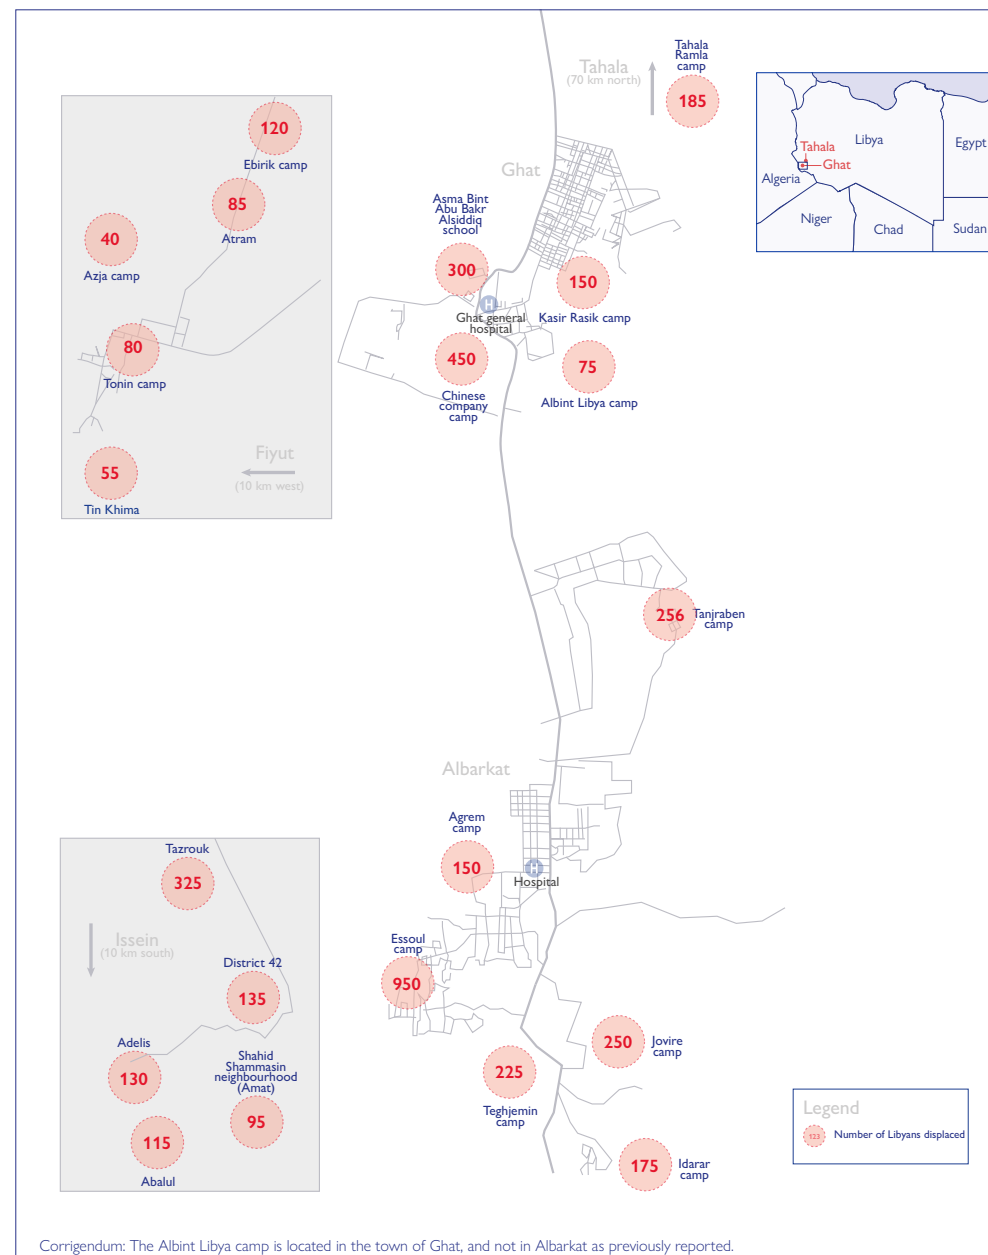 Tahala
Ramla
camp
185
Tahala
(70 km north)
Libya
Egypt
Tahala
Ghat
Algeria
Niger
Chad
Sudan
120
Ebirik camp
85
Atram
40
Azja camp
80
Tonin camp
Fiyut
(10 km west)
55
Tin Khima
Ghat
Asma Bint
Abu Bakr
Alsiddiq
school
300
150
Kasir Rasik camp
H
Ghat general
hospital
450
Chinese
company
camp
75
Albint Libya camp
256
Tanjraben
camp
Albarkat
Agrem
camp
150
H
Hospital
Essoul
camp
950
250
Jovire
camp
225
Teghjemin
camp
175
Idarar
camp
Tazrouk
325
Issein
(10 km south)
District 42
135
Adelis
130
Shahid
Shammasin
neighbourhood
(Amat)
95
115
Abalul
Legend
123
Number of Libyans displaced
Corrigendum: The Albint Libya camp is located in the town of Ghat, and not in Albarkat as previously reported.